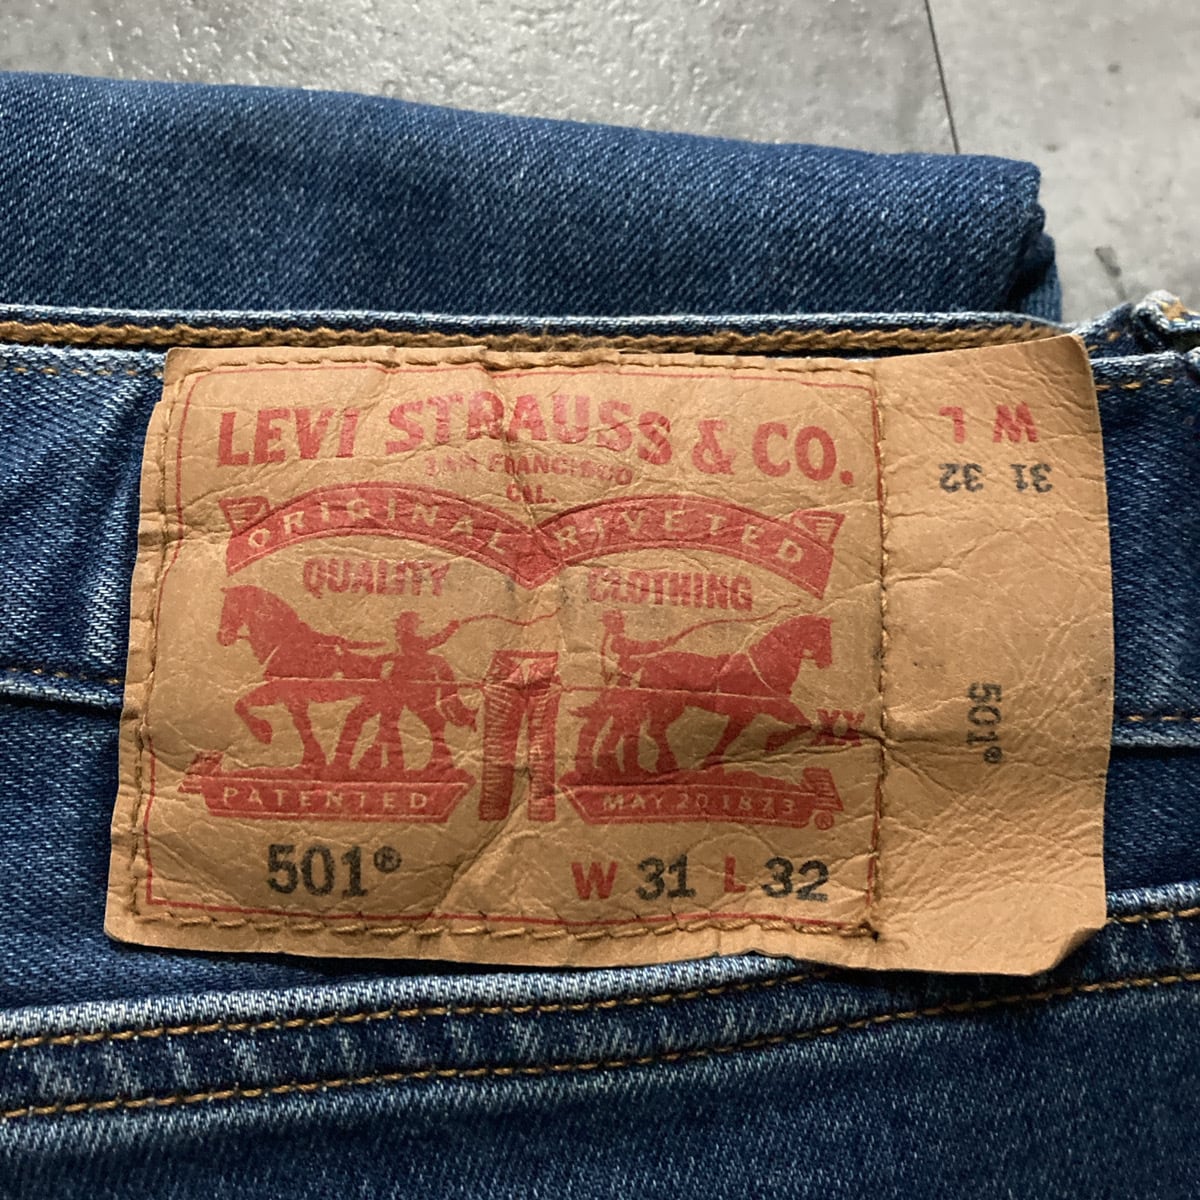 LEVI STRAUSS & CO.
SAN FRANCISCO
CAL.
ORIGINAL RIVETED
QUALITY CLOTHING
XX
PATENTED MAY 20 1873 ®
501® W 31 L 32
W L
31 32
501®